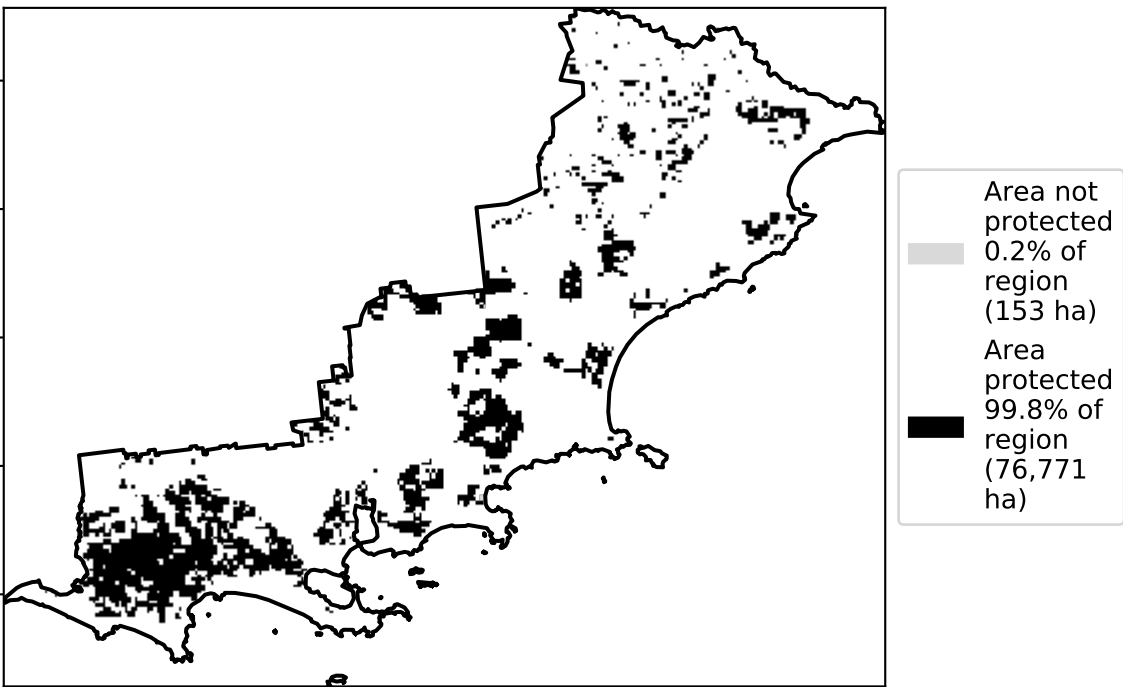 Area not
protected
0.2% of
region
(153 ha)
Area
protected
99.8% of
region
(76,771
ha)